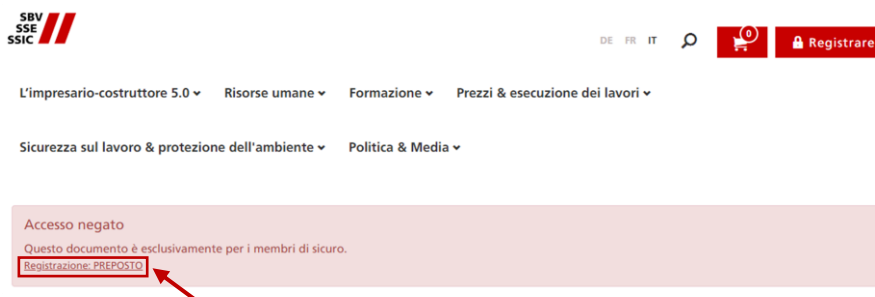 SBV
SSE
SSIC
DE FR IT
0
Registrare
L'impresario-costruttore 5.0
Risorse umane
Formazione
Prezzi & esecuzione dei lavori
Sicurezza sul lavoro & protezione dell'ambiente
Politica & Media
Accesso negato
Questo documento è esclusivamente per i membri di sicuro.
Registrazione: PREPOSTO